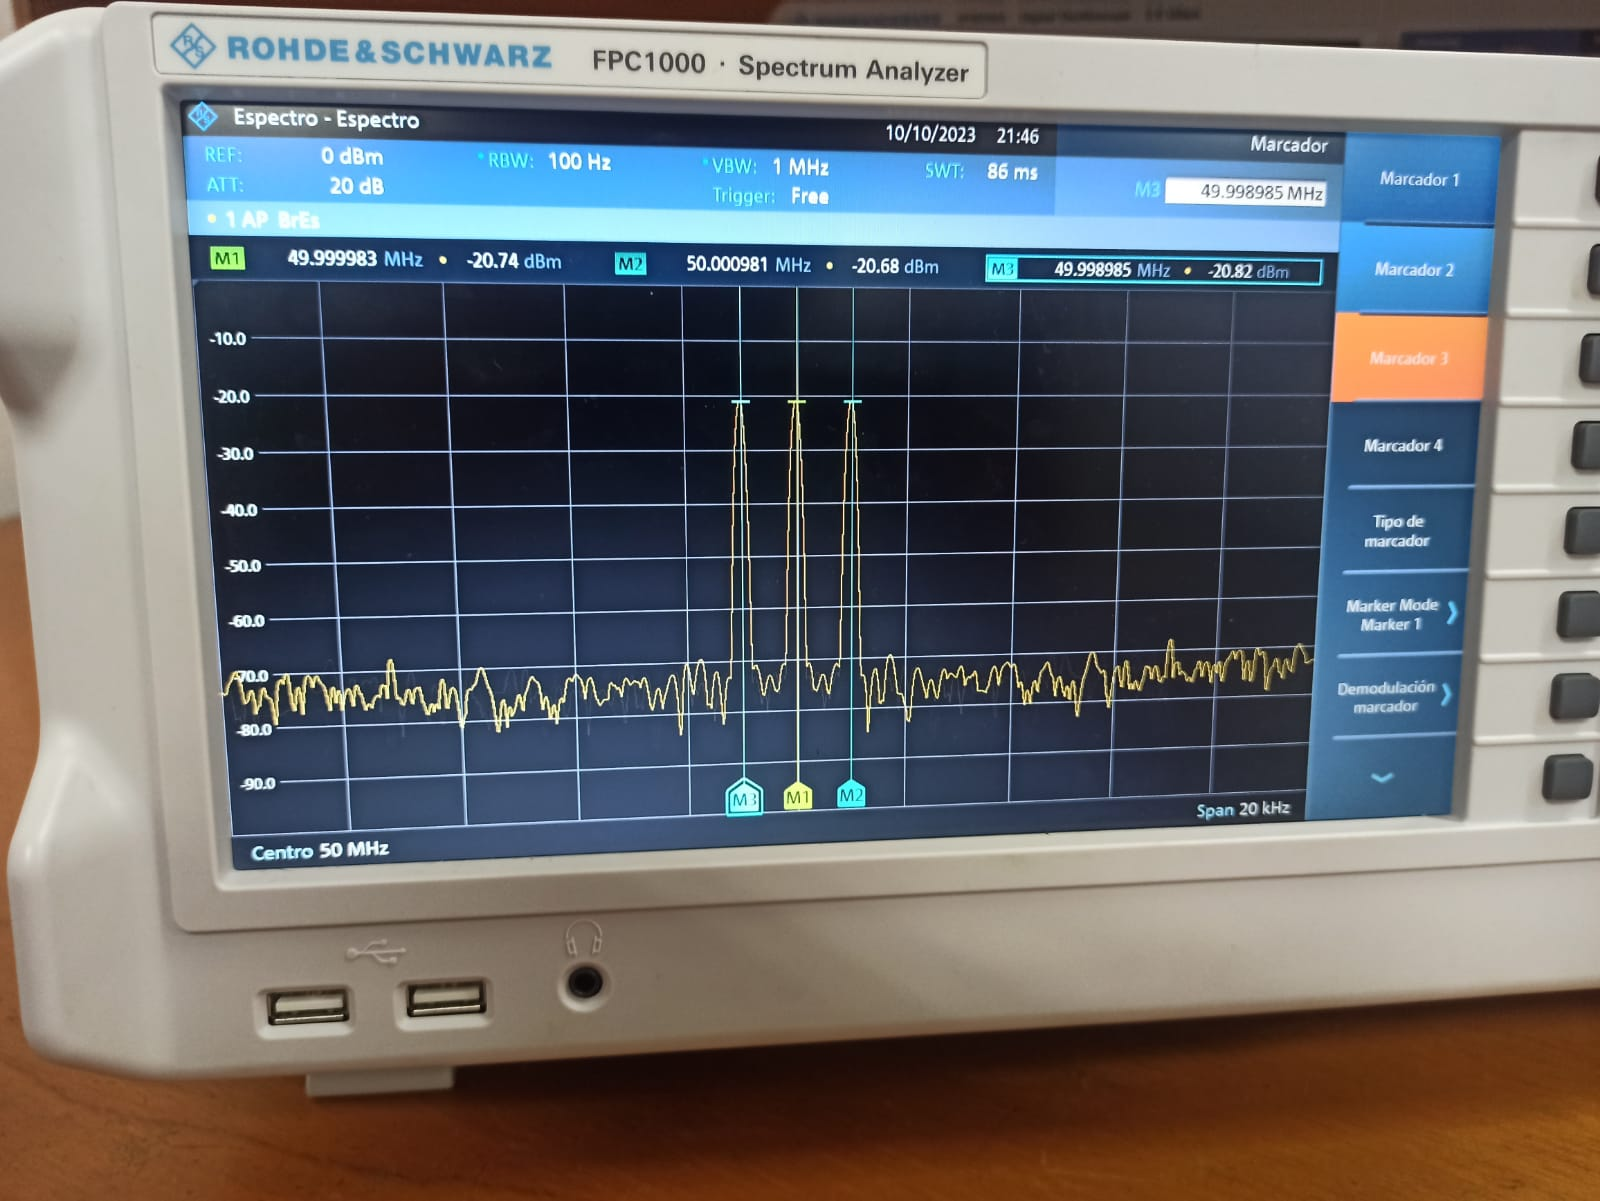 ROHDE & SCHWARZ FPC1000 · Spectrum Analyzer
Espectro - Espectro
10/10/2023 21:46
Marcador
REF: 0 dBm
RBW: 100 Hz
VBW: 1 MHz
SWT: 86 ms
ATT: 20 dB
Trigger: Free
M3 49.998985 MHz
1 AP BrEs
M1 49.999983 MHz • -20.74 dBm
M2 50.000981 MHz • -20.68 dBm
M3 49.998985 MHz • -20.82 dBm
-10.0
-20.0
-30.0
-40.0
-50.0
-60.0
-70.0
-80.0
-90.0
M3 M1 M2
Centro 50 MHz
Span 20 kHz
Marcador 1
Marcador 2
Marcador 3
Marcador 4
Tipo de
marcador
Marker Mode
Marker 1
Demodulación
marcador